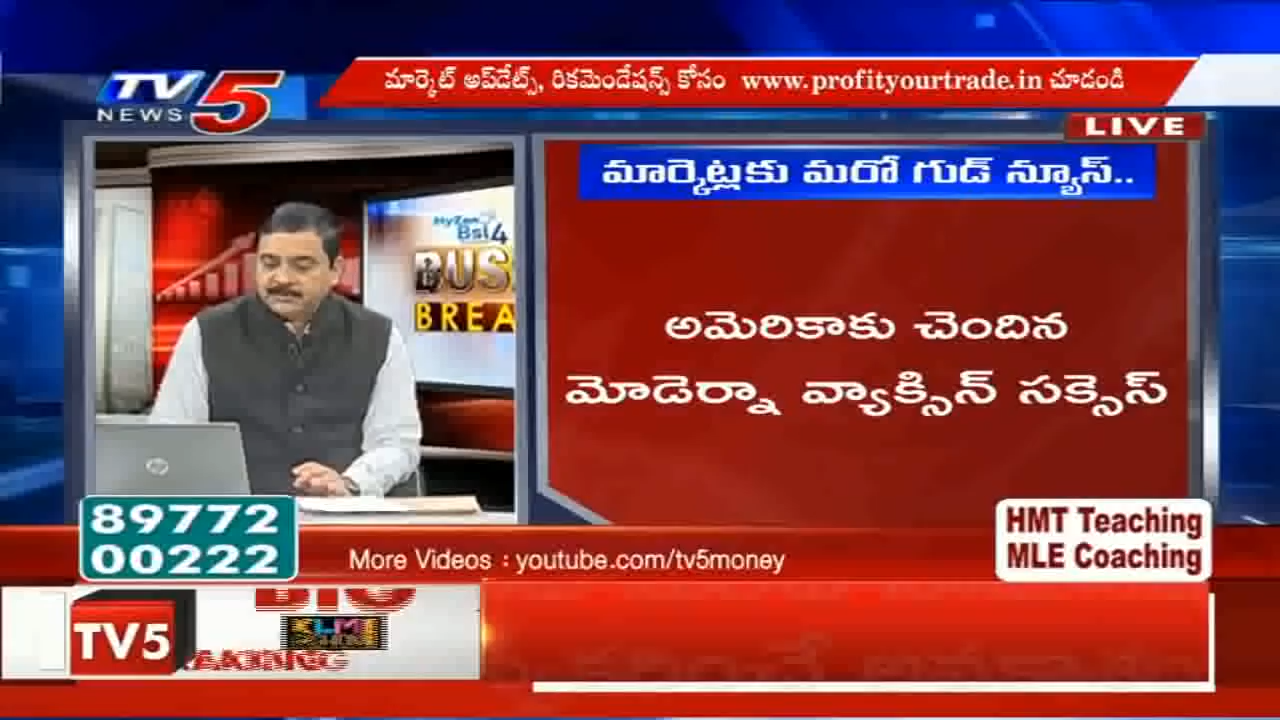 మార్కెట్ అప్‌డేట్స్, రికమెండేషన్స్ కోసం www.profityourtrade.in చూడండి
TV5
NEWS
LIVE
మార్కెట్లకు మరో గుడ్ న్యూస్..
అమెరికాకు చెందిన
మోడెర్నా వ్యాక్సిన్ సక్సెస్
89772
00222
More Videos : youtube.com/tv5money
HMT Teaching
MLE Coaching
TV5